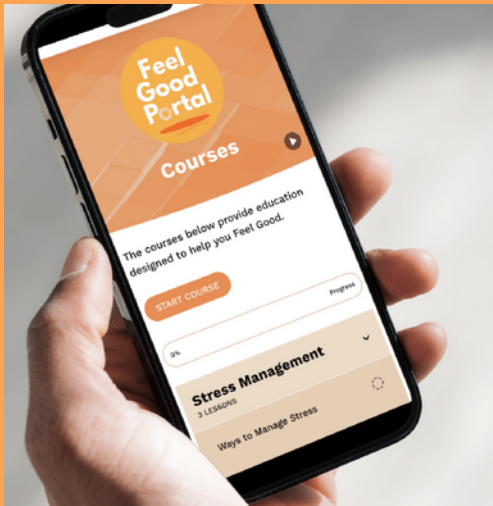 Feel
Good
Portal
Courses
The courses below provide education
designed to help you Feel Good.
START COURSE
0%
Progress
Stress Management
3 LESSONS
Ways to Manage Stress